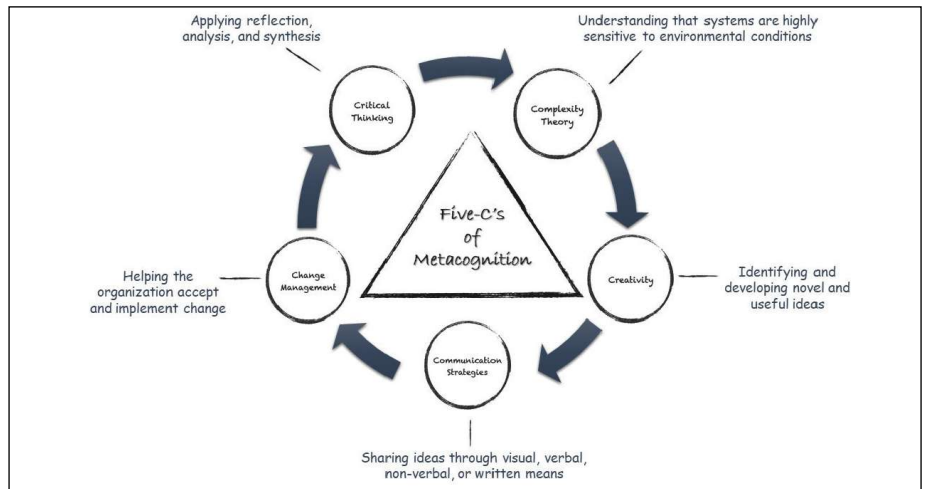 Applying reflection,
analysis, and synthesis
Understanding that systems are highly
sensitive to environmental conditions
Critical
Thinking
Complexity
Theory
Five-C's
of
Metacognition
Helping the
organization accept
and implement change
Change
Management
Creativity
Identifying and
developing novel and
useful ideas
Communication
Strategies
Sharing ideas through visual, verbal,
non-verbal, or written means